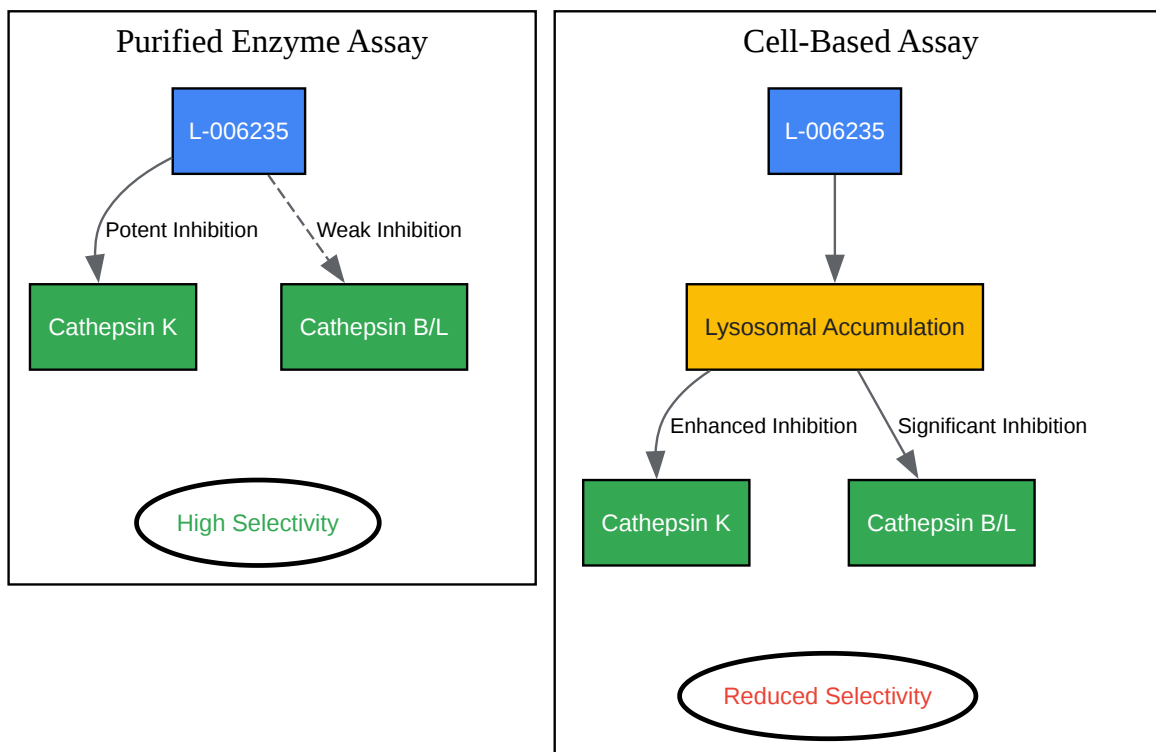 Purified Enzyme Assay
L-006235
Potent Inhibition
Weak Inhibition
Cathepsin K
Cathepsin B/L
High Selectivity
Cell-Based Assay
L-006235
Lysosomal Accumulation
Enhanced Inhibition
Significant Inhibition
Cathepsin K
Cathepsin B/L
Reduced Selectivity